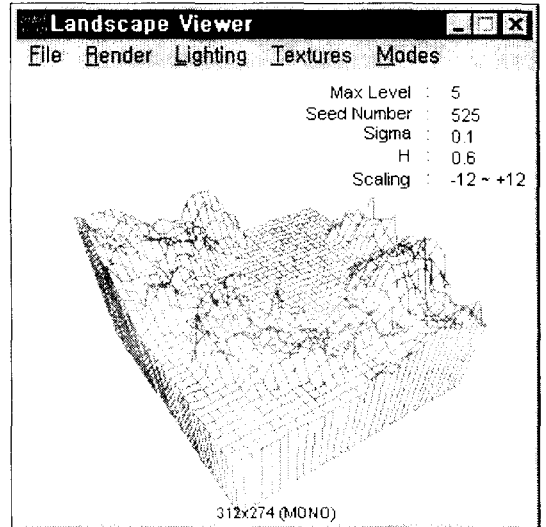 Landscape Viewer
File Render Lighting Textures Modes
Max Level : 5
Seed Number : 525
Sigma : 0.1
H : 0.6
Scaling : -12 ~ +12
312x274 (MONO)